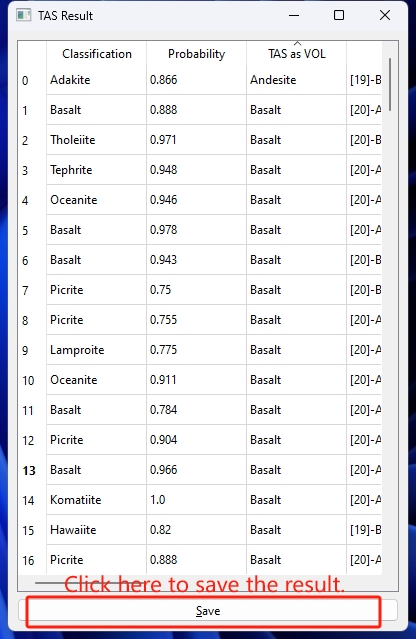 TAS Result
Classification Probability TAS as VOL
0 Adakite 0.866 Andesite [19]-B
1 Basalt 0.888 Basalt [20]-A
2 Tholeiite 0.971 Basalt [20]-B
3 Tephrite 0.948 Basalt [20]-A
4 Oceanite 0.946 Basalt [20]-A
5 Basalt 0.978 Basalt [20]-A
6 Basalt 0.943 Basalt [20]-B
7 Picrite 0.75 Basalt [20]-B
8 Picrite 0.755 Basalt [20]-A
9 Lamproite 0.775 Basalt [20]-A
10 Oceanite 0.911 Basalt [20]-A
11 Basalt 0.784 Basalt [20]-A
12 Picrite 0.904 Basalt [20]-A
13 Basalt 0.966 Basalt [20]-A
14 Komatiite 1.0 Basalt [20]-A
15 Hawaiite 0.82 Basalt [19]-B
16 Picrite 0.888 Basalt [20]-A
Click here to save the result.
Save